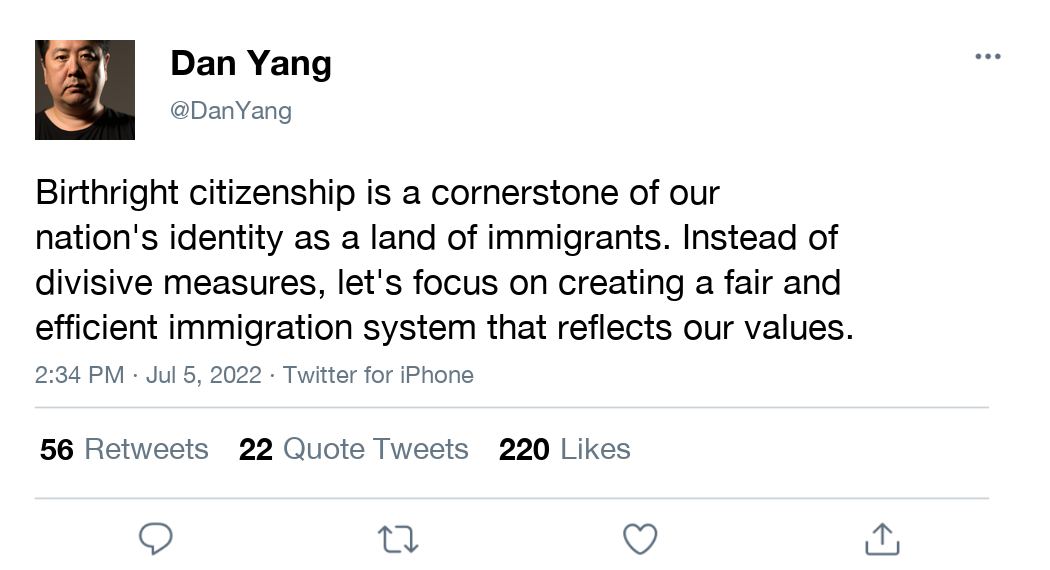 Dan Yang
@DanYang
Birthright citizenship is a cornerstone of our
nation's identity as a land of immigrants. Instead of
divisive measures, let's focus on creating a fair and
efficient immigration system that reflects our values.
2:34 PM · Jul 5, 2022 · Twitter for iPhone
56 Retweets 22 Quote Tweets 220 Likes